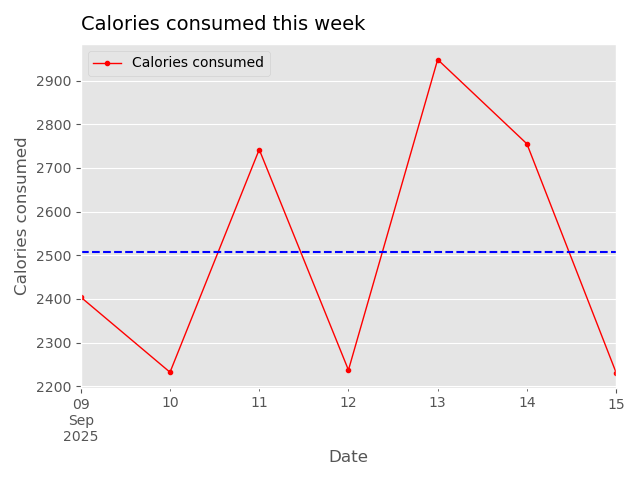 Calories consumed this week
Calories consumed
2900
2800
2700
2600
2500
2400
2300
2200
Calories consumed
09 10 11 12 13 14 15
Sep
2025
Date